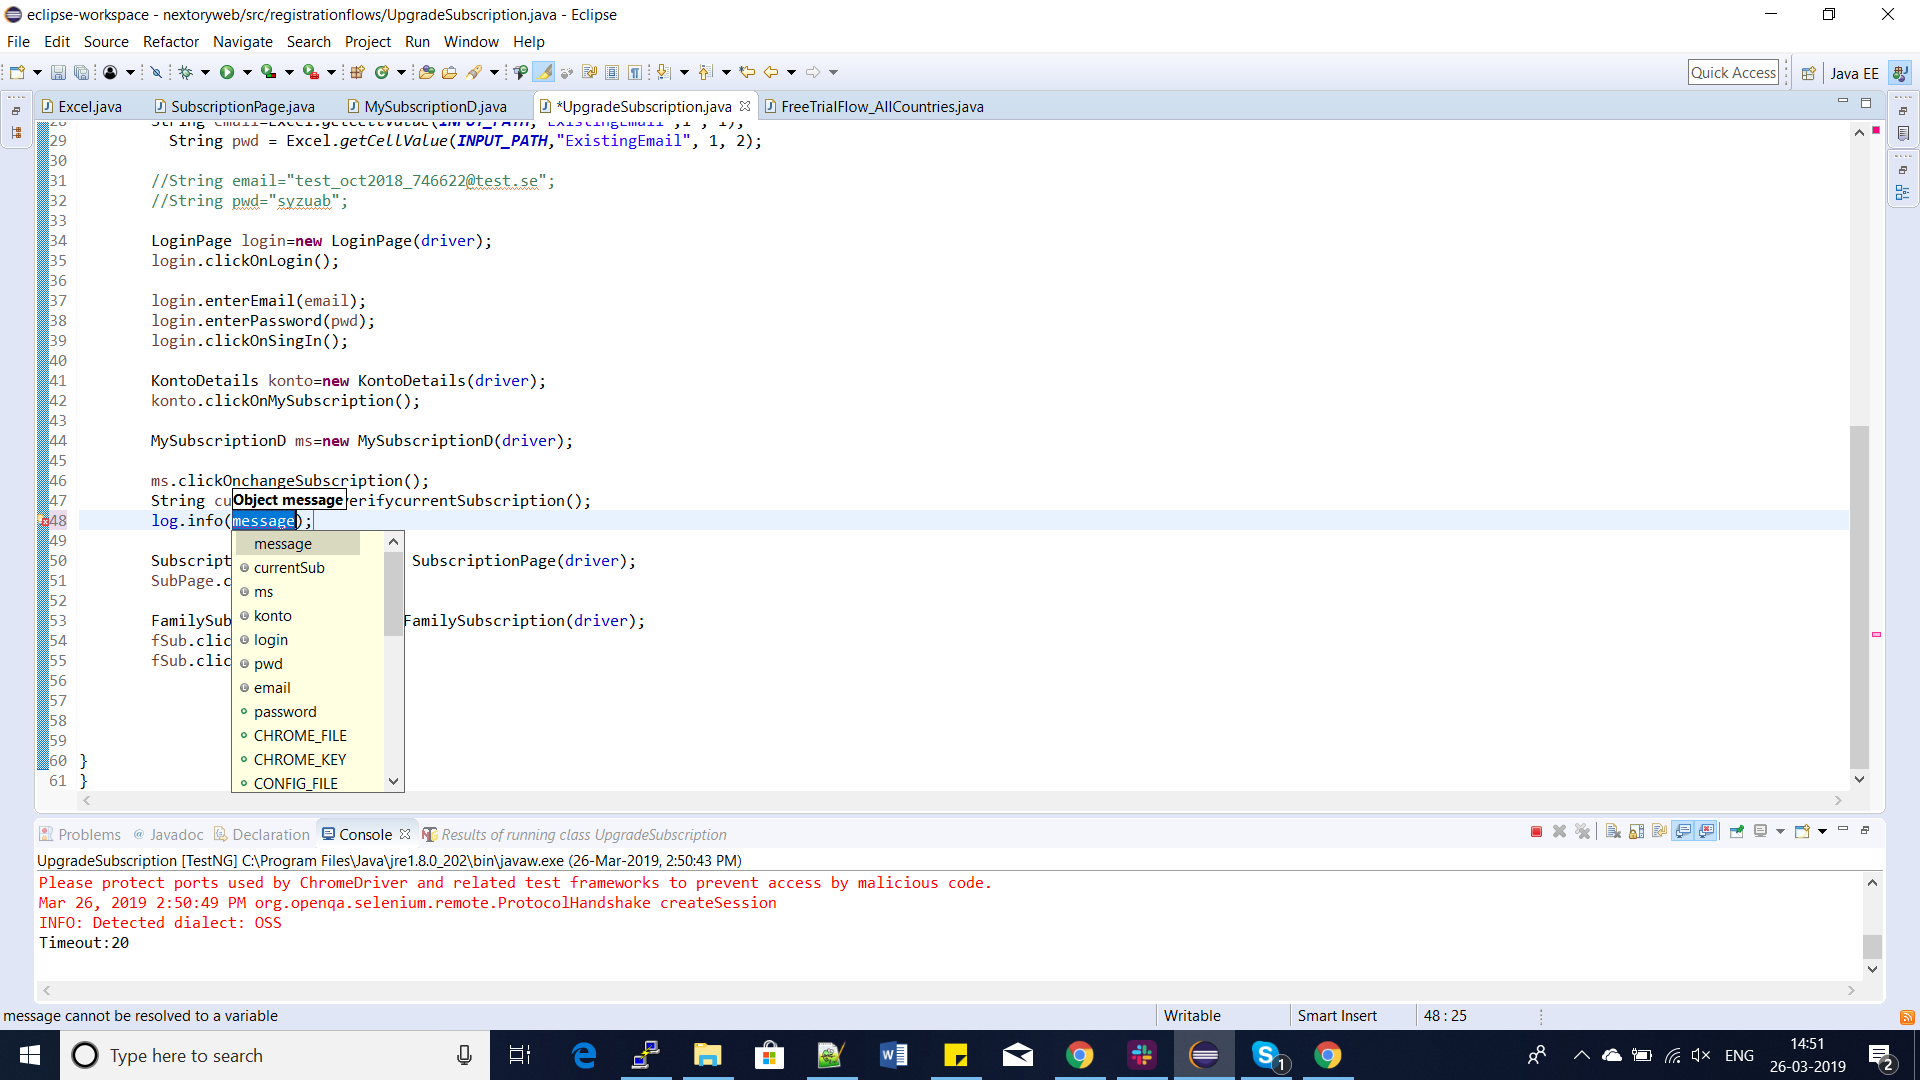 eclipse-workspace - nextoryweb/src/registrationflows/UpgradeSubscription.java - Eclipse
File Edit Source Refactor Navigate Search Project Run Window Help
Quick Access Java EE
Excel.java SubscriptionPage.java MySubscriptionD.java *UpgradeSubscription.java FreeTrialFlow_AllCountries.java
28 String email=Excel.getCellValue(INPUT_PATH,"ExistingEmail",1, 1);
29 String pwd = Excel.getCellValue(INPUT_PATH,"ExistingEmail", 1, 2);
30
31 //String email="test_oct2018_746622@test.se";
32 //String pwd="syzuab";
33
34 LoginPage login=new LoginPage(driver);
35 login.clickOnLogin();
36
37 login.enterEmail(email);
38 login.enterPassword(pwd);
39 login.clickOnSingIn();
40
41 KontoDetails konto=new KontoDetails(driver);
42 konto.clickOnMySubscription();
43
44 MySubscriptionD ms=new MySubscriptionD(driver);
45
46 ms.clickOnchangeSubscription();
47 String cu Object message erifycurrentSubscription();
48 log.info(message);
49 message
50 Subscript SubscriptionPage(driver);
currentSub
51 SubPage.c
52 ms
konto
53 FamilySub FamilySubscription(driver);
54 fSub.clic login
55 fSub.clic pwd
56 email
57 password
58 CHROME_FILE
59 CHROME_KEY
60 }
61 } CONFIG_FILE
Problems Javadoc Declaration Console Results of running class UpgradeSubscription
UpgradeSubscription [TestNG] C:\Program Files\Java\jre1.8.0_202\bin\javaw.exe (26-Mar-2019, 2:50:43 PM)
Please protect ports used by ChromeDriver and related test frameworks to prevent access by malicious code.
Mar 26, 2019 2:50:49 PM org.openqa.selenium.remote.ProtocolHandshake createSession
INFO: Detected dialect: OSS
Timeout:20
message cannot be resolved to a variable Writable Smart Insert 48 : 25
Type here to search 1 ENG 14:51
26-03-2019 2